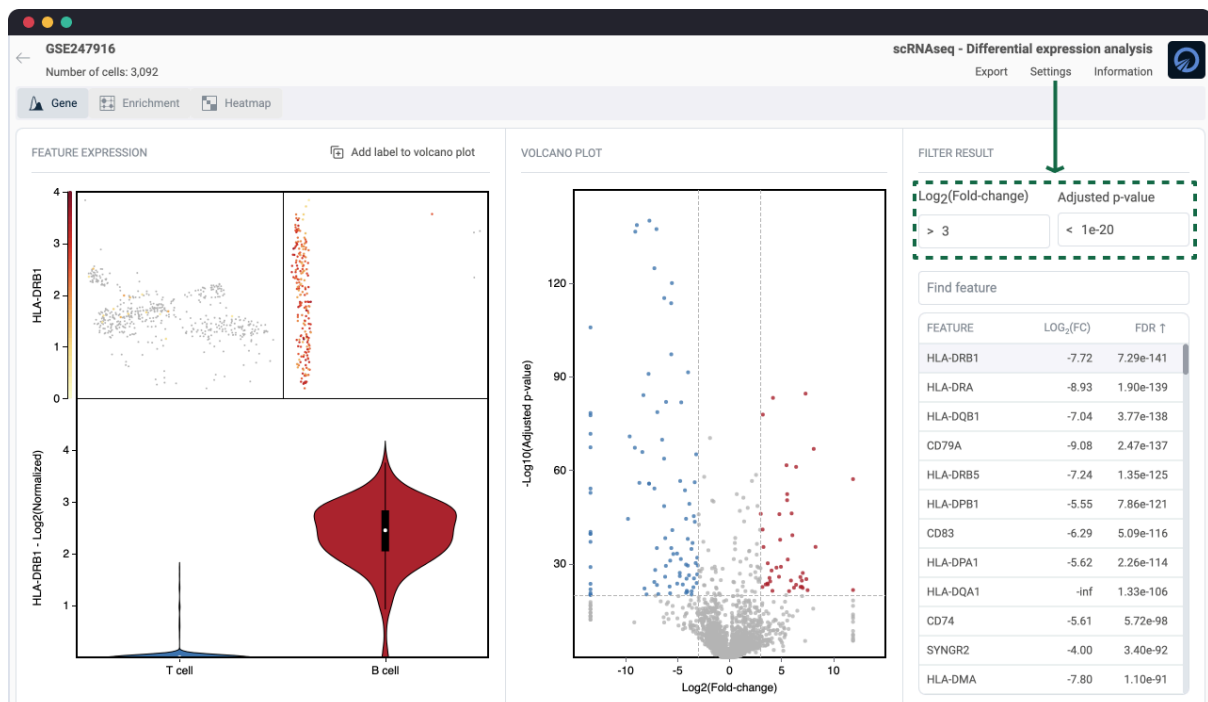 GSE247916
Number of cells: 3,092
scRNAseq - Differential expression analysis
Export Settings Information
Gene Enrichment Heatmap
FEATURE EXPRESSION
Add label to volcano plot
HLA-DRB1
4
3
2
1
0
HLA-DRB1 - Log2(Normalized)
4
3
2
1
T cell B cell
VOLCANO PLOT
-Log10(Adjusted p-value)
120
90
60
30
-10 -5 0 5 10
Log2(Fold-change)
FILTER RESULT
Log2(Fold-change) Adjusted p-value
> 3 < 1e-20
Find feature
FEATURE LOG2(FC) FDR ↑
HLA-DRB1 -7.72 7.29e-141
HLA-DRA -8.93 1.90e-139
HLA-DQB1 -7.04 3.77e-138
CD79A -9.08 2.47e-137
HLA-DRB5 -7.24 1.35e-125
HLA-DPB1 -5.55 7.86e-121
CD83 -6.29 5.09e-116
HLA-DPA1 -5.62 2.26e-114
HLA-DQA1 -inf 1.33e-106
CD74 -5.61 5.72e-98
SYNGR2 -4.00 3.40e-92
HLA-DMA -7.80 1.10e-91